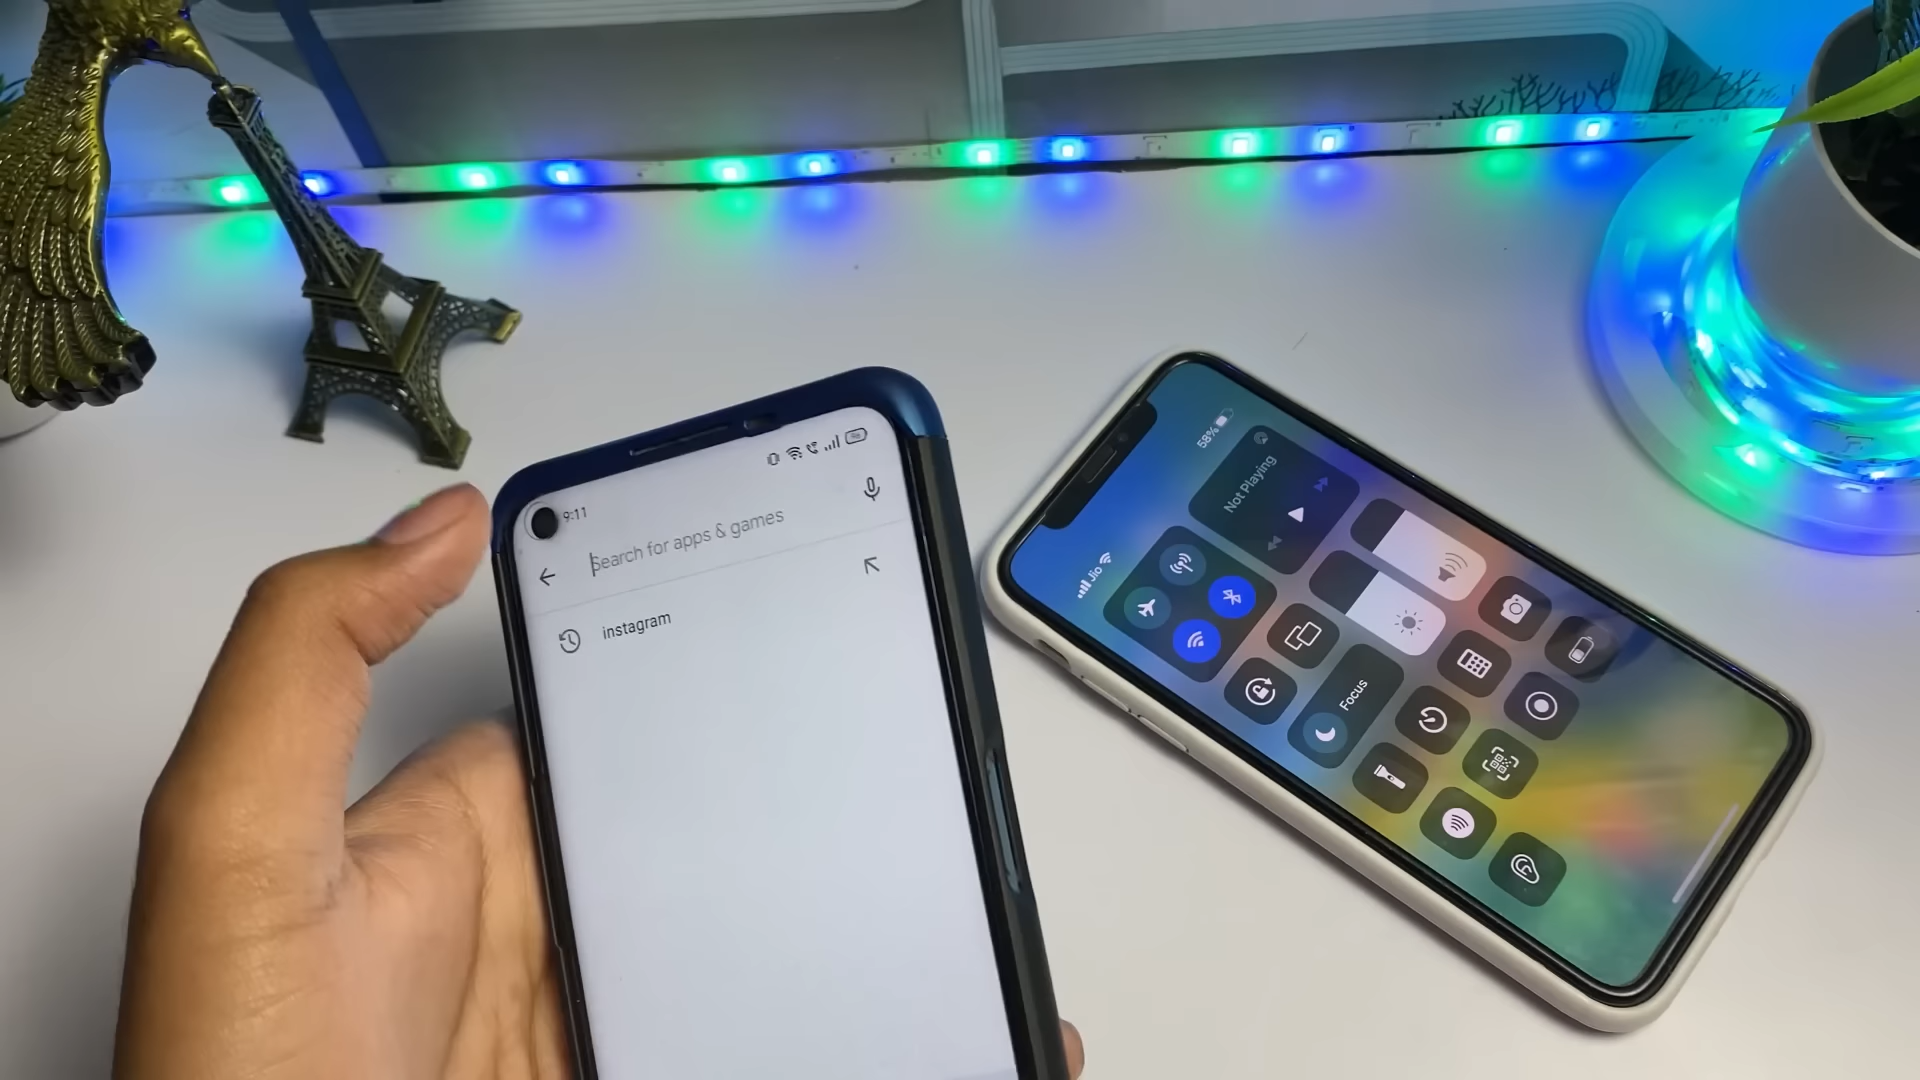 9:11
Search for apps & games
instagram
58%
Jio
Not Playing
Focus